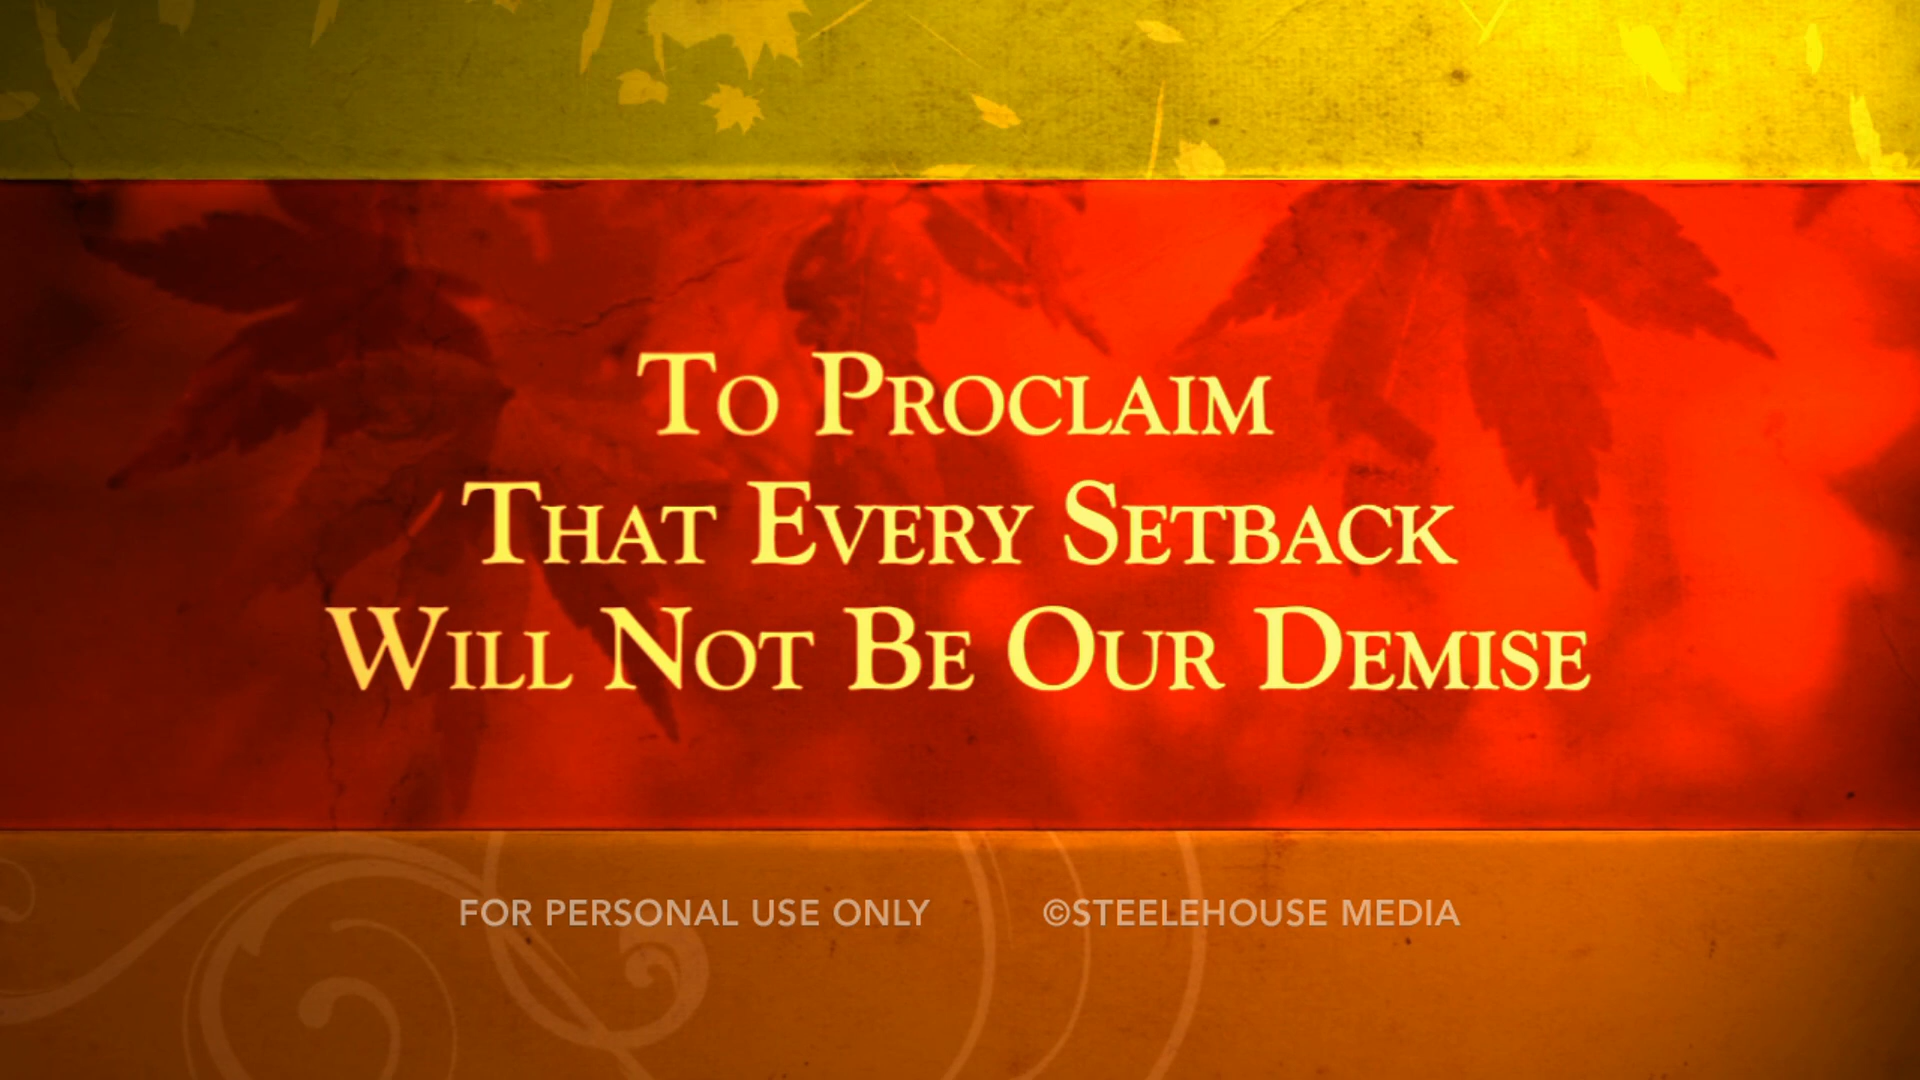 To Proclaim
That Every Setback
Will Not Be Our Demise
FOR PERSONAL USE ONLY ©STEELEHOUSE MEDIA